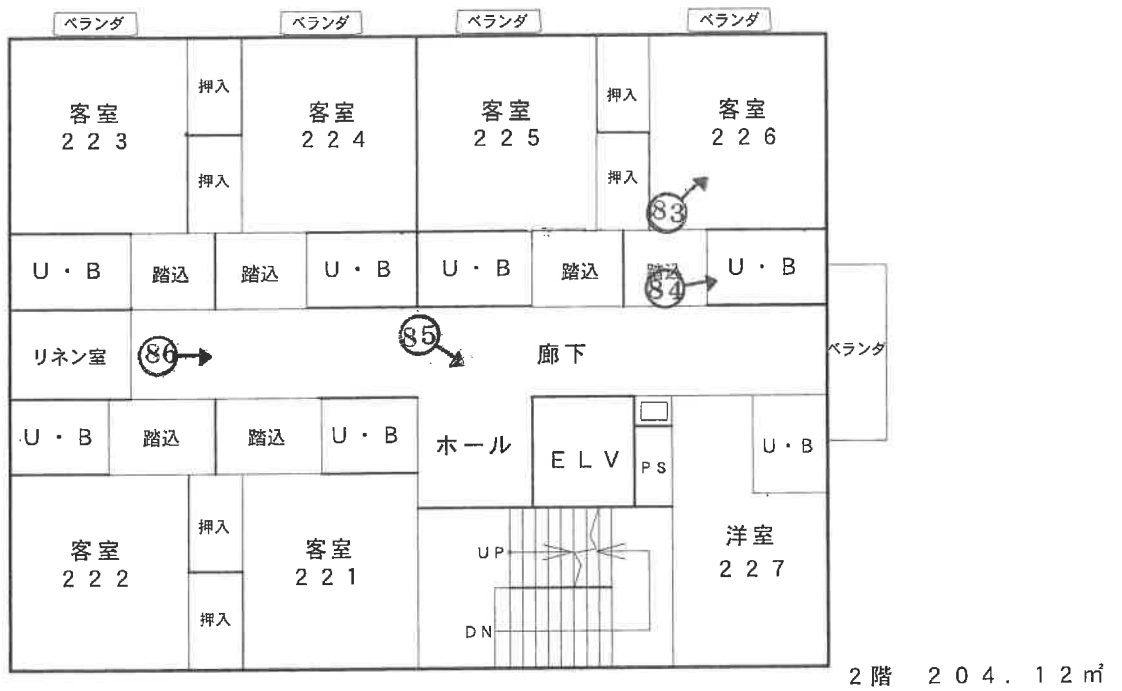 ベランダ
ベランダ
ベランダ
ベランダ
客室
223
押入
押入
客室
224
客室
225
押入
押入
客室
226
83
U・B
踏込
踏込
U・B
U・B
踏込
踏込
84
U・B
リネン室
86
85
廊下
ベランダ
U・B
踏込
踏込
U・B
ホール
ELV
PS
U・B
客室
222
押入
押入
客室
221
UP
DN
洋室
227
2階 204.12㎡